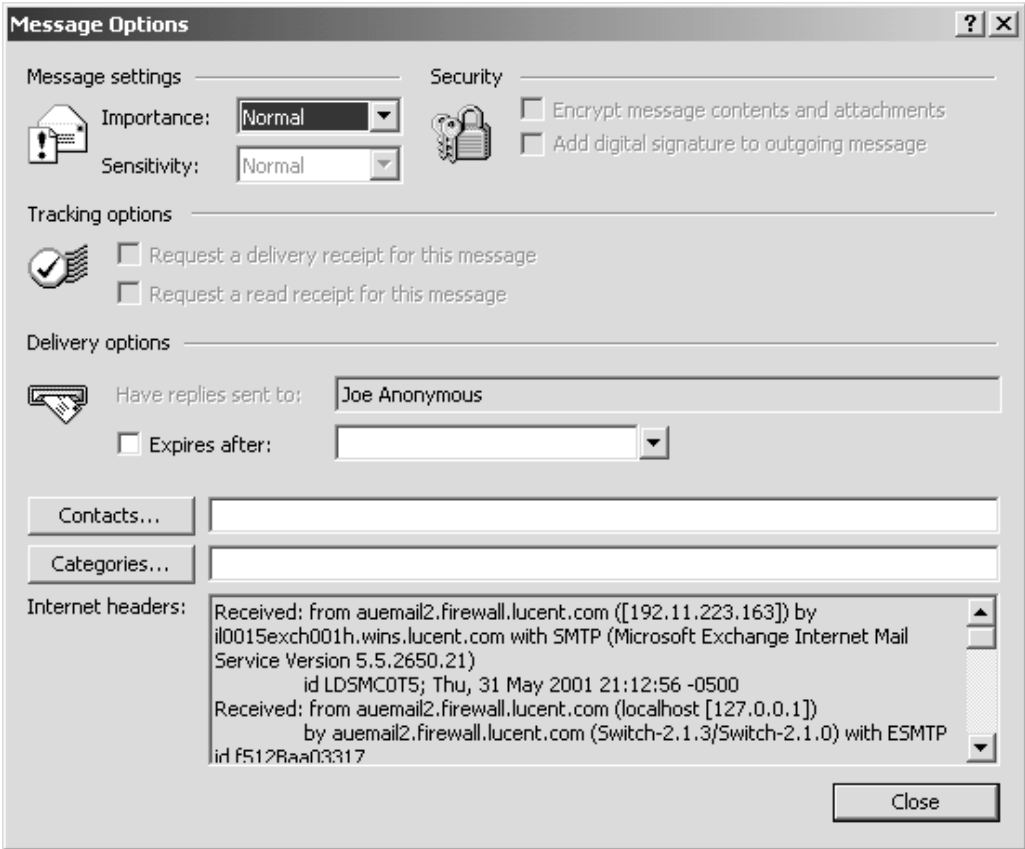 Message Options
Message settings
Security
Importance:
Normal
Encrypt message contents and attachments
Sensitivity:
Normal
Add digital signature to outgoing message
Tracking options
Request a delivery receipt for this message
Request a read receipt for this message
Delivery options
Have replies sent to:
Joe Anonymous
Expires after:
Contacts...
Categories...
Internet headers:
Received: from auemail2.firewall.lucent.com ([192.11.223.163]) by
il0015exch001h.wins.lucent.com with SMTP (Microsoft Exchange Internet Mail
Service Version 5.5.2650.21)
id LDSMC0T5; Thu, 31 May 2001 21:12:56 -0500
Received: from auemail2.firewall.lucent.com (localhost [127.0.0.1])
by auemail2.firewall.lucent.com (Switch-2.1.3/Switch-2.1.0) with ESMTP
id f512Baa03317
Close